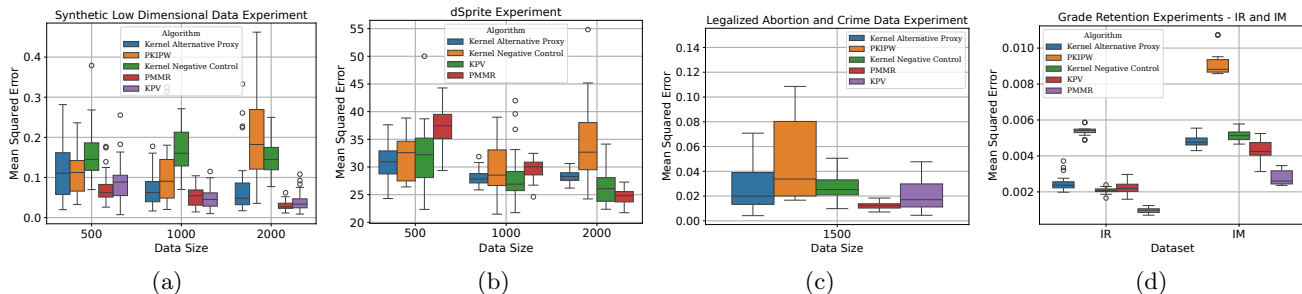 Synthetic Low Dimensional Data Experiment
Algorithm
Kernel Alternative Proxy
PKIPW
Kernel Negative Control
PMMR
KPV
Mean Squared Error
0.4
0.3
0.2
0.1
0.0
500
1000
2000
Data Size
(a)
dSprite Experiment
Algorithm
Kernel Alternative Proxy
Kernel Negative Control
KPV
PMMR
Mean Squared Error
55
50
45
40
35
30
25
20
500
1000
2000
Data Size
(b)
Legalized Abortion and Crime Data Experiment
Algorithm
Kernel Alternative Proxy
PKIPW
Kernel Negative Control
PMMR
KPV
Mean Squared Error
0.14
0.12
0.10
0.08
0.06
0.04
0.02
0.00
1500
Data Size
(c)
Grade Retention Experiments - IR and IM
Algorithm
Kernel Alternative Proxy
PKIPW
Kernel Negative Control
KPV
PMMR
Mean Squared Error
0.010
0.008
0.006
0.004
0.002
IR
IM
Dataset
(d)